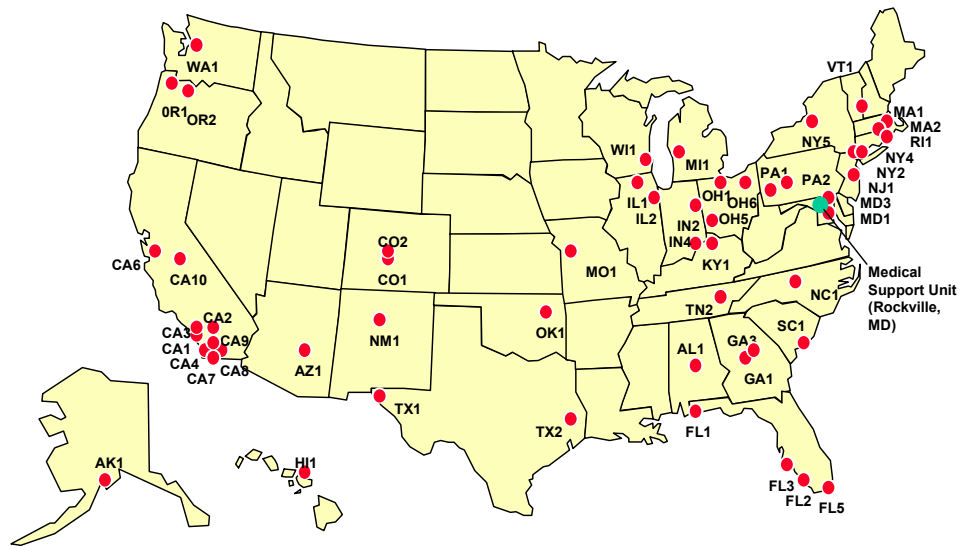 VT1
WA1
MA1
MA2
0R1
OR2
RI1
NY5
WI1
MI1
NY4
NY2
PA1
PA2
NJ1
OH1
OH6
IL1
IL2
MD3
MD1
OH5
IN2
IN4
CO2
KY1
MO1
CA6
CA10
CO1
Medical
Support Unit
(Rockville,
MD)
NC1
TN2
CA2
CA3
OK1
SC1
NM1
CA9
GA3
CA1
AL1
CA4
CA8
AZ1
CA7
GA1
TX1
TX2
FL1
HI1
AK1
FL3
FL2
FL5